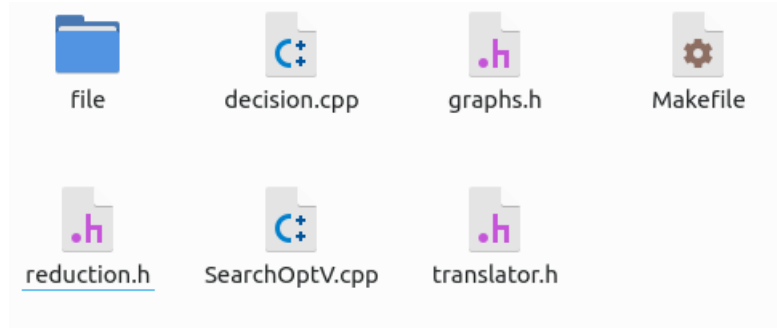 file decision.cpp graphs.h Makefile
reduction.h SearchOptV.cpp translator.h